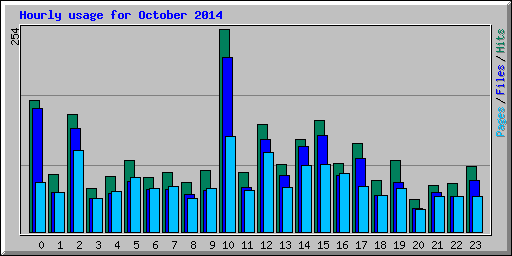 Hourly usage for October 2014
254
Pages / Files / Hits
0 1 2 3 4 5 6 7 8 9 10 11 12 13 14 15 16 17 18 19 20 21 22 23